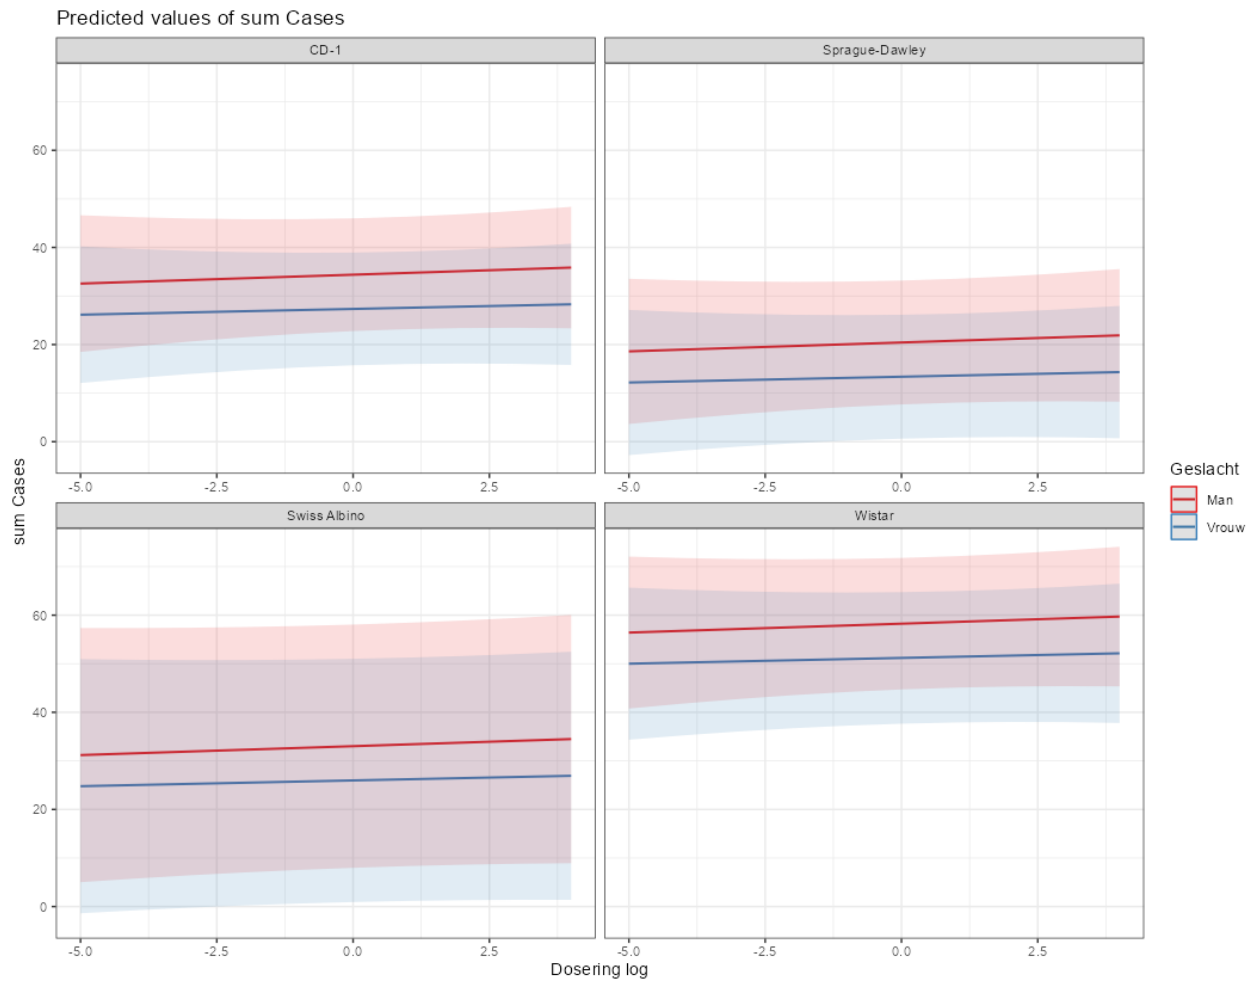 Predicted values of sum Cases
CD-1
Sprague-Dawley
60
40
20
0
-5.0
-2.5
0.0
2.5
-5.0
-2.5
0.0
2.5
Swiss Albino
Wistar
60
40
20
0
-5.0
-2.5
0.0
2.5
-5.0
-2.5
0.0
2.5
sum Cases
Dosering log
Geslacht
Man
Vrouw